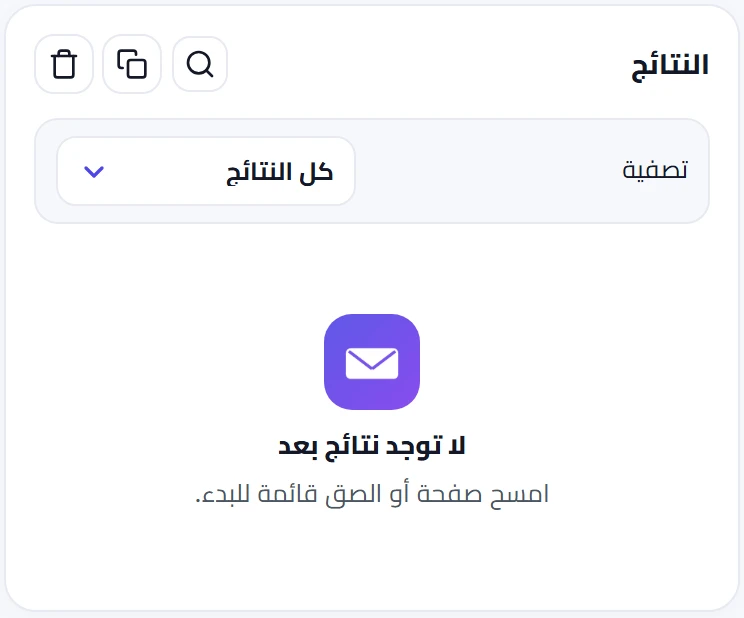 النتائج
تصفية
كل النتائج
لا توجد نتائج بعد
امسح صفحة أو الصق قائمة للبدء.